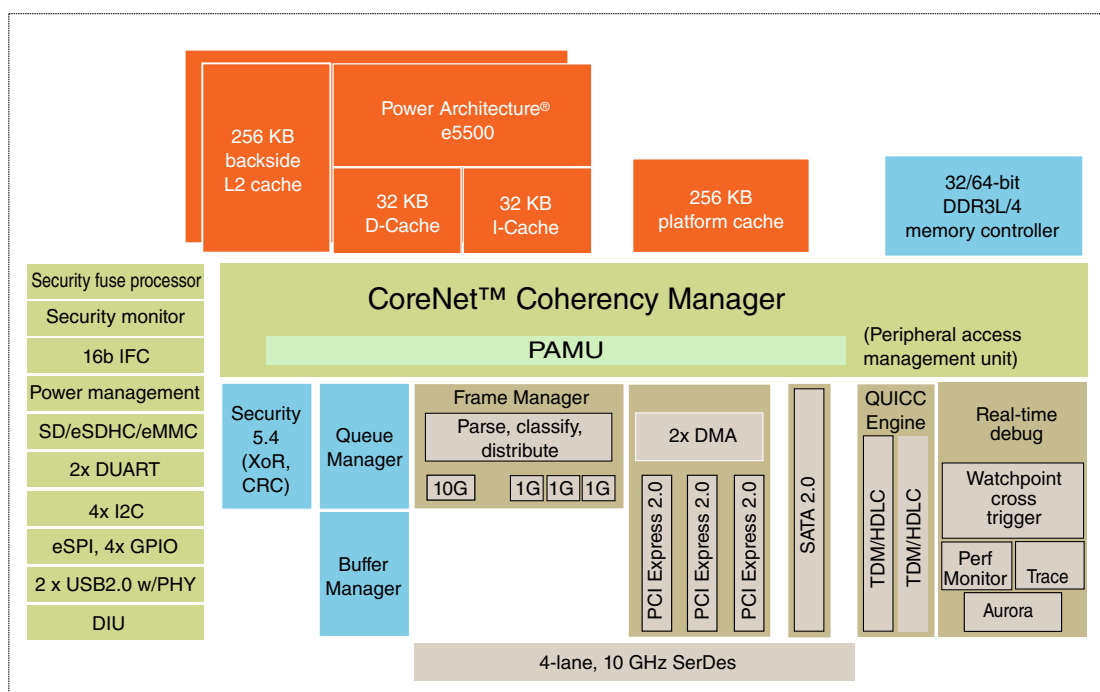 256 KB
backside
L2 cache
Power Architecture®
e5500
32 KB
D-Cache
32 KB
I-Cache
256 KB
platform cache
32/64-bit
DDR3L/4
memory controller
Security fuse processor
Security monitor
16b IFC
Power management
SD/eSDHC/eMMC
2x DUART
4x I2C
eSPI, 4x GPIO
2 x USB2.0 w/PHY
DIU
CoreNet™ Coherency Manager
PAMU
(Peripheral access
management unit)
Security
5.4
(XoR,
CRC)
Queue
Manager
Buffer
Manager
Frame Manager
Parse, classify,
distribute
10G
1G
1G
1G
2x DMA
PCI Express 2.0
PCI Express 2.0
PCI Express 2.0
SATA 2.0
QUICC
Engine
TDM/HDLC
TDM/HDLC
Real-time
debug
Watchpoint
cross
trigger
Perf
Monitor
Trace
Aurora
4-lane, 10 GHz SerDes